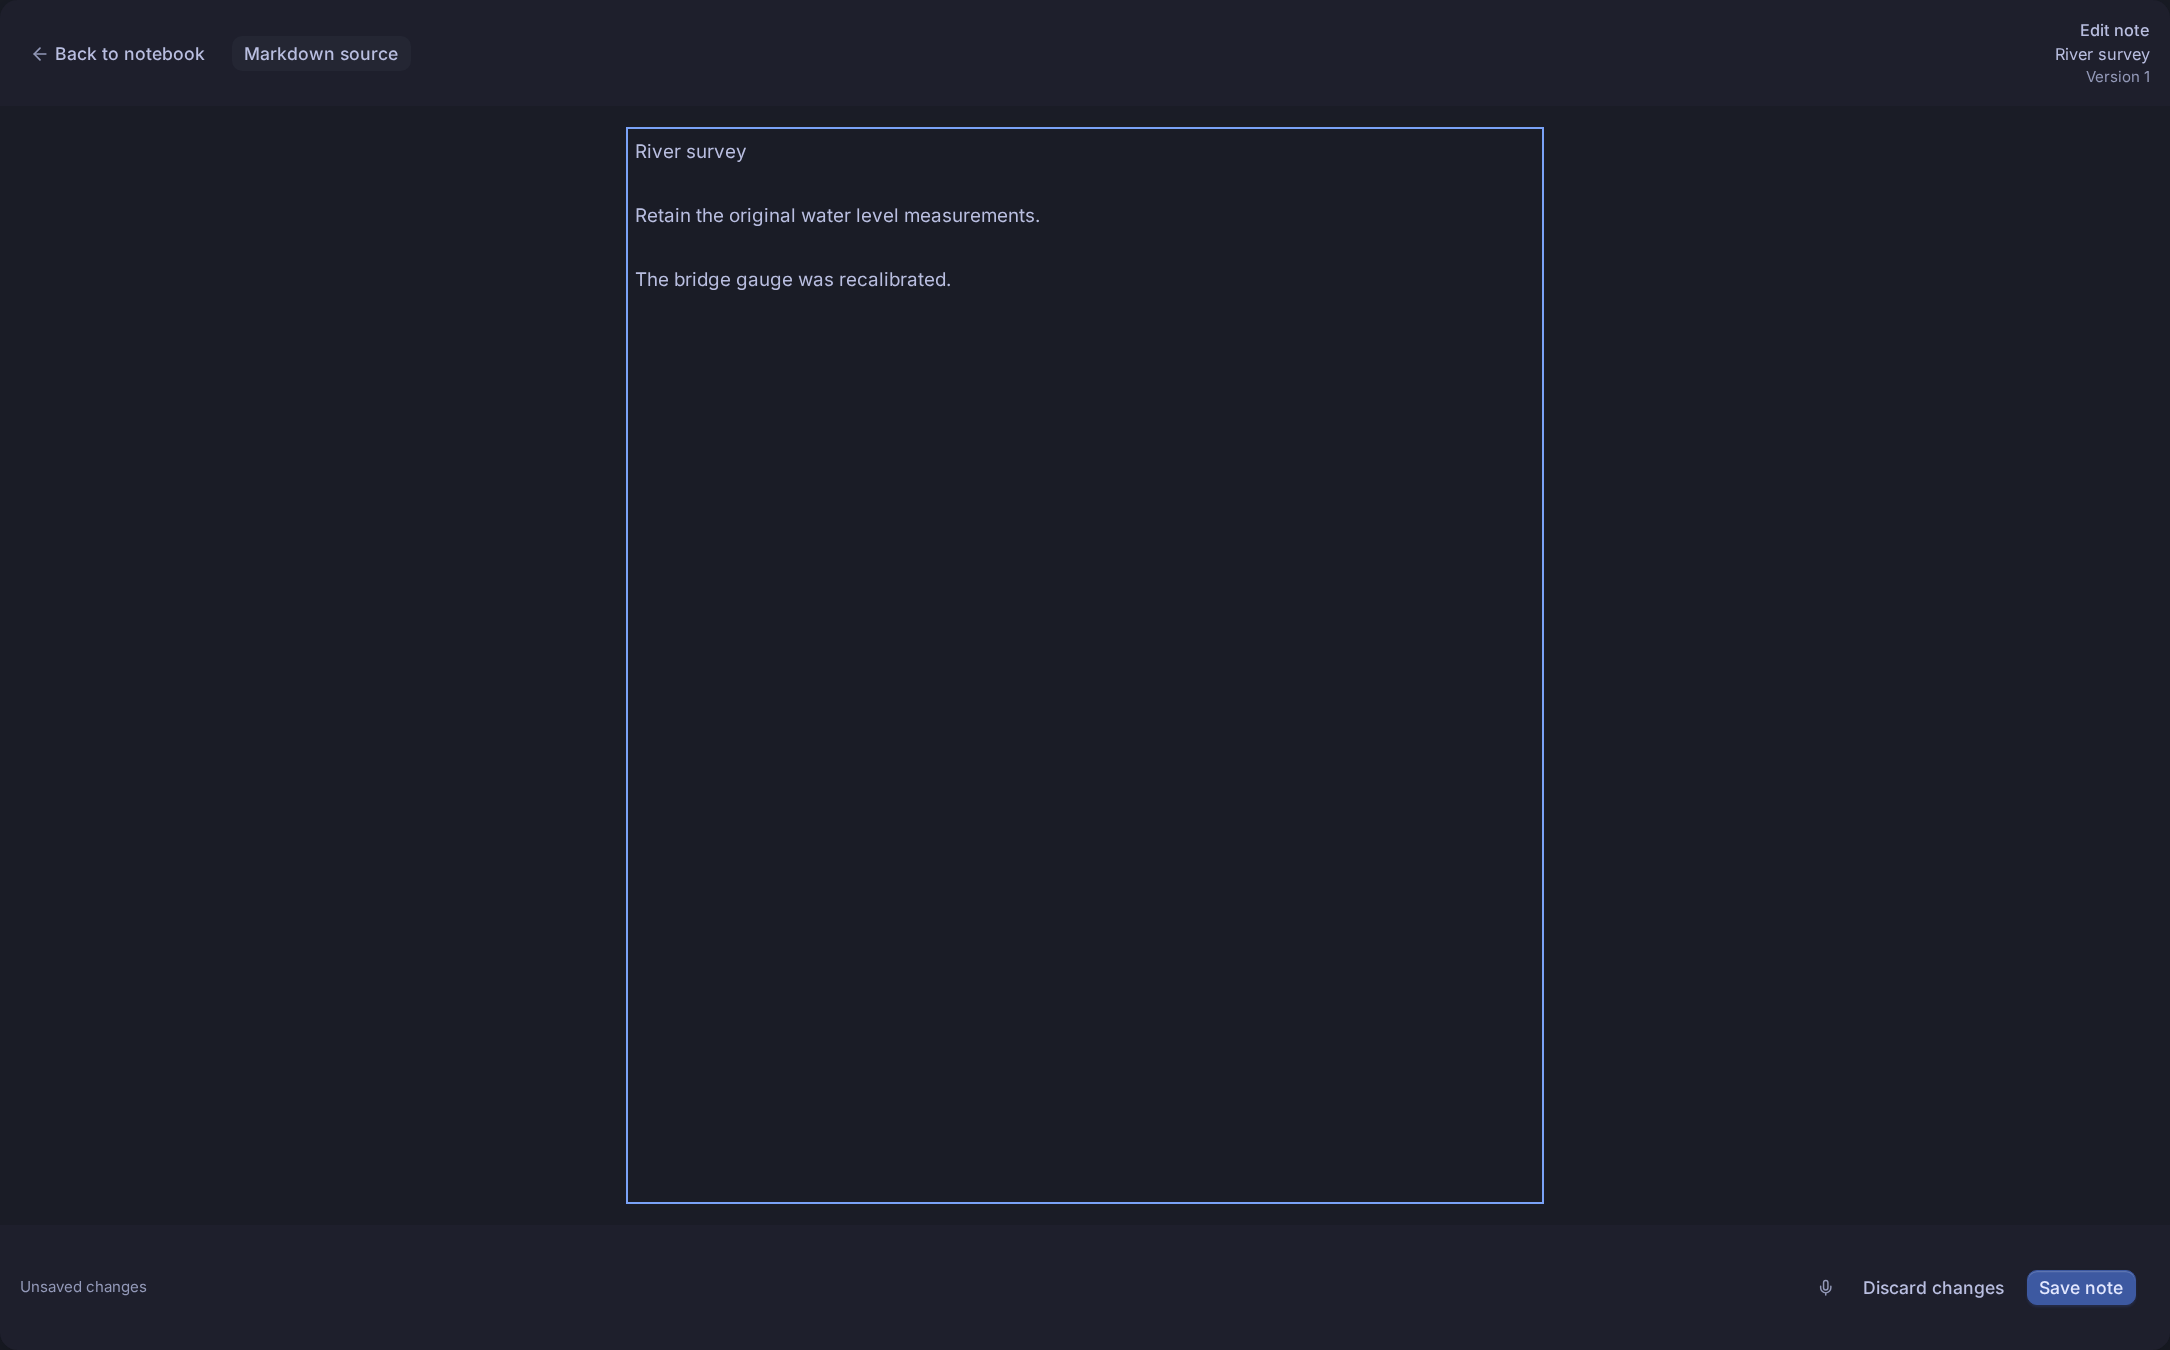 Back to notebook
Markdown source
Edit note
River survey
Version 1
River survey
Retain the original water level measurements.
The bridge gauge was recalibrated.
Unsaved changes
Discard changes
Save note